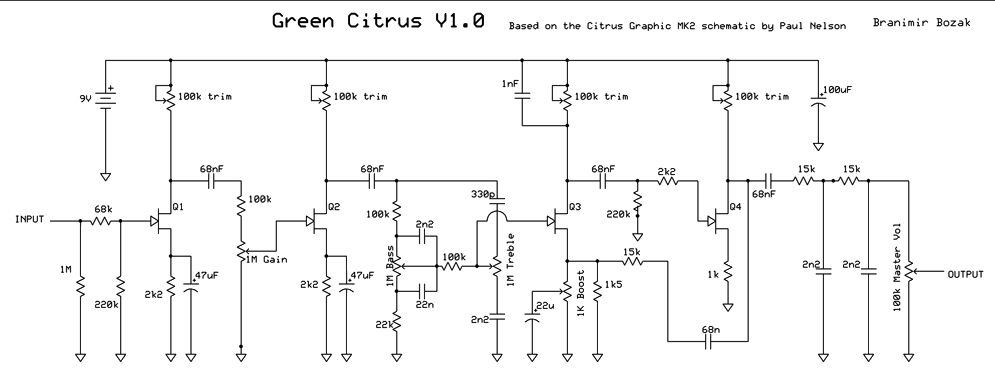 Green Citrus V1.0 Based on the Citrus Graphic MK2 schematic by Paul Nelson Branimir Bozak
1nF
9V 100k trim 100k trim 100k trim 100k trim 100uF
68nF 68nF 68nF 2k2 68nF 15k 15k
330p
100k Q1 Q2 100k Q3 220k Q4
INPUT 68k 2n2
1M Gain 1M Bass 100k 1M Treble 15k
1M 220k 2k2 47uF 2k2 47uF 22n 22u 1K Boost 1k5 1k 2n2 2n2 100k Master Vol OUTPUT
22k 2n2 68n